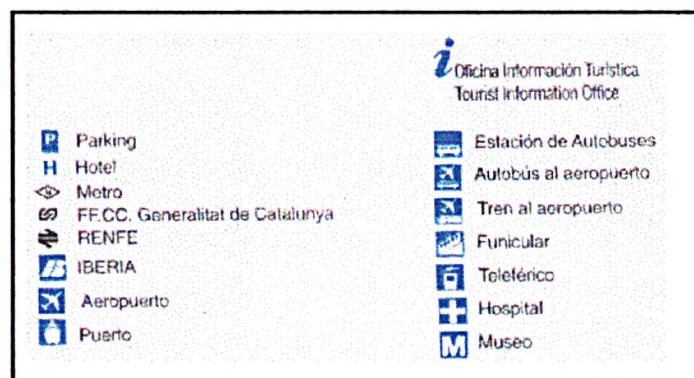 i Oficina Información Turística
Tourist Information Office
P Parking
H Hotel
M Metro
FF.CC. Generalitat de Catalunya
RENFE
IB IBERIA
Aeropuerto
Puerto
Estación de Autobuses
Autobús al aeropuerto
Tren al aeropuerto
Funicular
Teleférico
Hospital
M Museo